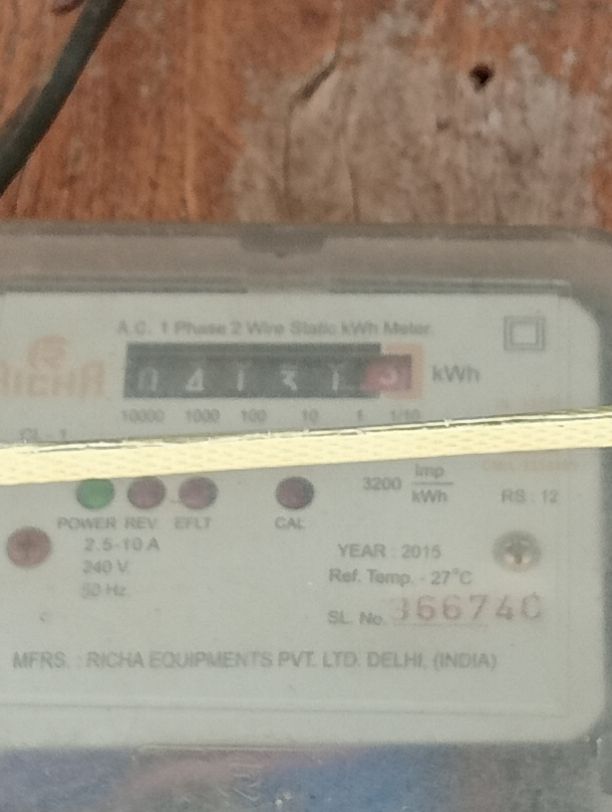 A.C. 1 Phase 2 Wire Static kWh Meter
RICHA
kWh
10000 1000 100 10 1 1/10
CL-1
3200 imp/kWh
RS : 12
POWER REV. EFLT CAL
2.5-10 A
240 V.
50 Hz.
YEAR : 2015
Ref. Temp. - 27°C
SL. No. 366740
MFRS. : RICHA EQUIPMENTS PVT. LTD. DELHI, (INDIA)